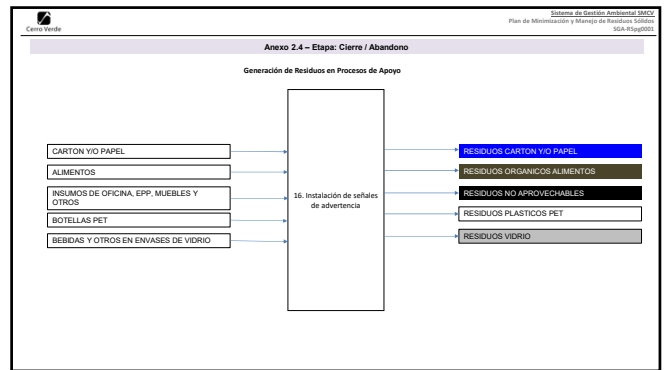 Cerro Verde
Sistema de Gestión Ambiental SMCV
Plan de Minimización y Manejo de Residuos Sólidos
SGA-RSpg0001
Anexo 2.4 – Etapa: Cierre / Abandono
Generación de Residuos en Procesos de Apoyo
CARTON Y/O PAPEL
ALIMENTOS
INSUMOS DE OFICINA, EPP, MUEBLES Y
OTROS
BOTELLAS PET
BEBIDAS Y OTROS EN ENVASES DE VIDRIO
16. Instalación de señales
de advertencia
RESIDUOS CARTON Y/O PAPEL
RESIDUOS ORGANICOS ALIMENTOS
RESIDUOS NO APROVECHABLES
RESIDUOS PLASTICOS PET
RESIDUOS VIDRIO